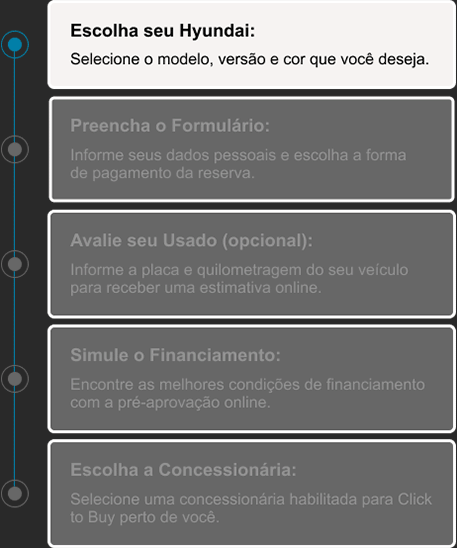 Escolha seu Hyundai:
Selecione o modelo, versão e cor que você deseja.
Preencha o Formulário:
Informe seus dados pessoais e escolha a forma
de pagamento da reserva.
Avalie seu Usado (opcional):
Informe a placa e quilometragem do seu veículo
para receber uma estimativa online.
Simule o Financiamento:
Encontre as melhores condições de financiamento
com a pré-aprovação online.
Escolha a Concessionária:
Selecione uma concessionária habilitada para Click
to Buy perto de você.